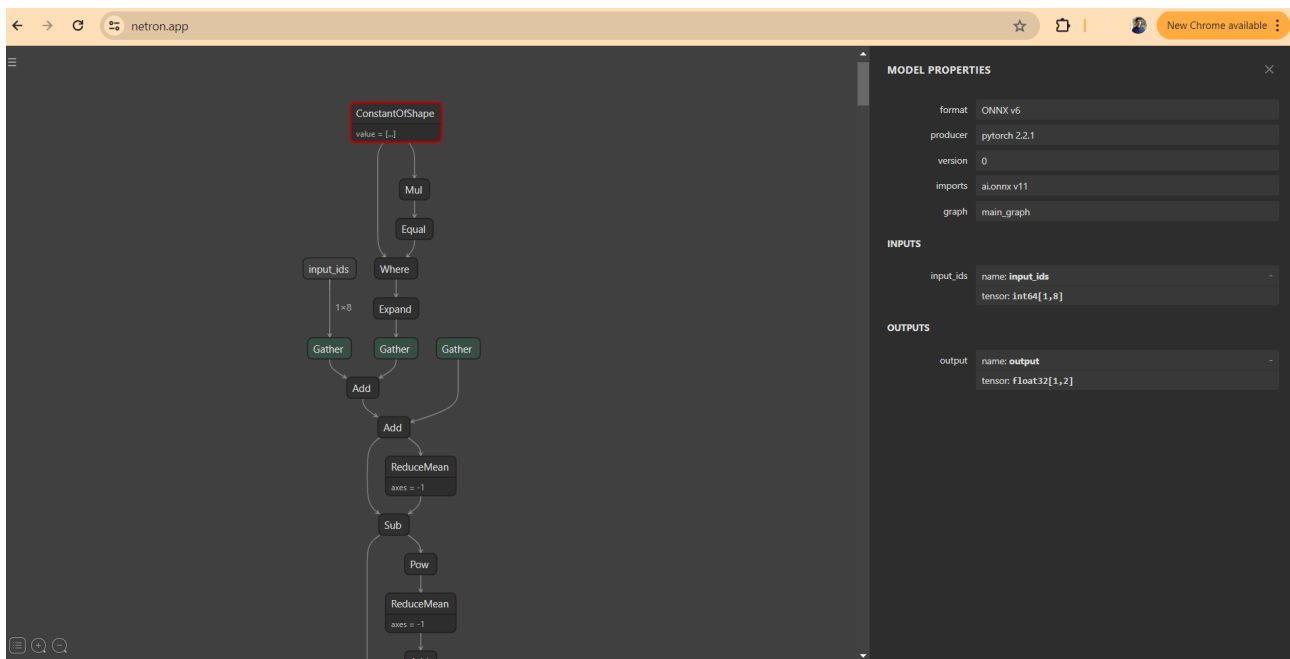 netron.app
New Chrome available
ConstantOfShape
value = […]
Mul
Equal
input_ids
Where
1×8
Expand
Gather
Gather
Gather
Add
Add
ReduceMean
axes = -1
Sub
Pow
ReduceMean
axes = -1
MODEL PROPERTIES
format ONNX v6
producer pytorch 2.2.1
version 0
imports ai.onnx v11
graph main_graph
INPUTS
input_ids name: input_ids -
tensor: int64[1,8]
OUTPUTS
output name: output -
tensor: float32[1,2]